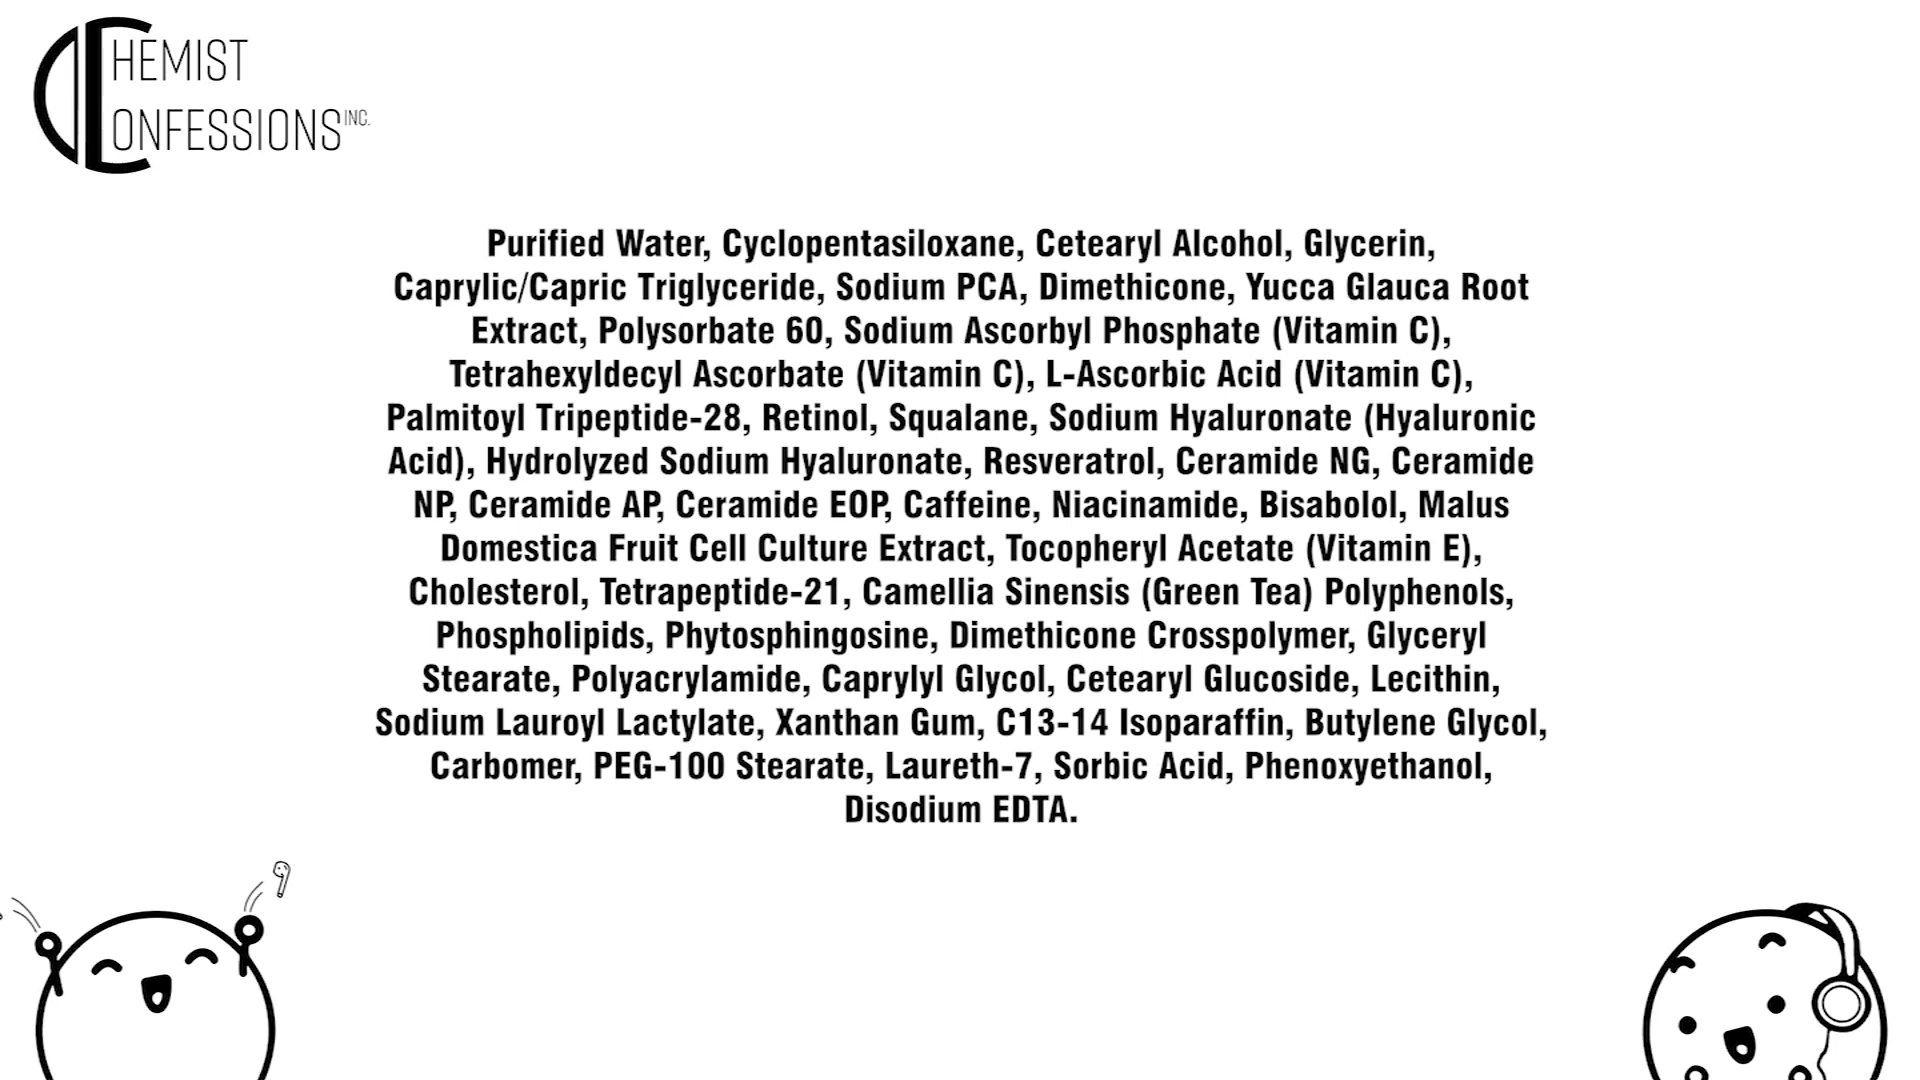 CHEMIST
CONFESSIONS INC.
Purified Water, Cyclopentasiloxane, Cetearyl Alcohol, Glycerin,
Caprylic/Capric Triglyceride, Sodium PCA, Dimethicone, Yucca Glauca Root
Extract, Polysorbate 60, Sodium Ascorbyl Phosphate (Vitamin C),
Tetrahexyldecyl Ascorbate (Vitamin C), L-Ascorbic Acid (Vitamin C),
Palmitoyl Tripeptide-28, Retinol, Squalane, Sodium Hyaluronate (Hyaluronic
Acid), Hydrolyzed Sodium Hyaluronate, Resveratrol, Ceramide NG, Ceramide
NP, Ceramide AP, Ceramide EOP, Caffeine, Niacinamide, Bisabolol, Malus
Domestica Fruit Cell Culture Extract, Tocopheryl Acetate (Vitamin E),
Cholesterol, Tetrapeptide-21, Camellia Sinensis (Green Tea) Polyphenols,
Phospholipids, Phytosphingosine, Dimethicone Crosspolymer, Glyceryl
Stearate, Polyacrylamide, Caprylyl Glycol, Cetearyl Glucoside, Lecithin,
Sodium Lauroyl Lactylate, Xanthan Gum, C13-14 Isoparaffin, Butylene Glycol,
Carbomer, PEG-100 Stearate, Laureth-7, Sorbic Acid, Phenoxyethanol,
Disodium EDTA.